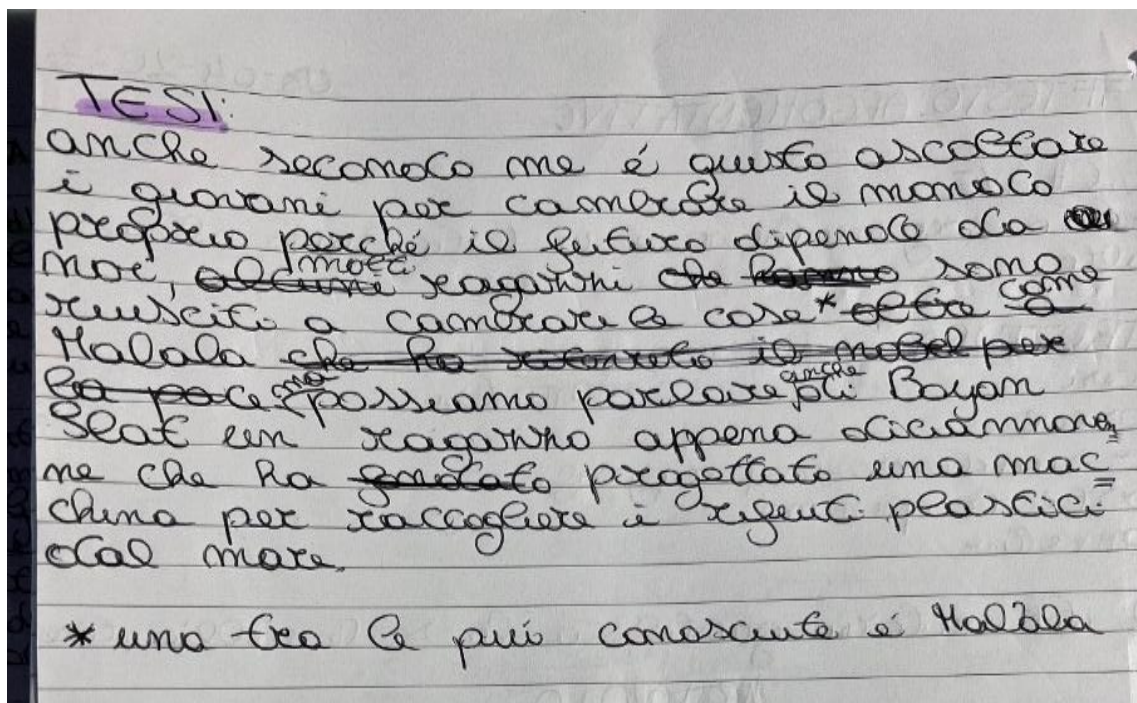 TESI:
anche secondo me é giusto ascoltare
i giovani per cambiare il mondo
proprio perché il futuro dipende da
noi, molti ragazzi sono
riusciti a cambiare le cose * come
Malala
ma possiamo parlare anche di Boyan
Slat un ragazzo appena diciannove=
ne che ha progettato una mac=
china per raccogliere i rifiuti plastici
dal mare.
* una tra le più conosciute é Malala